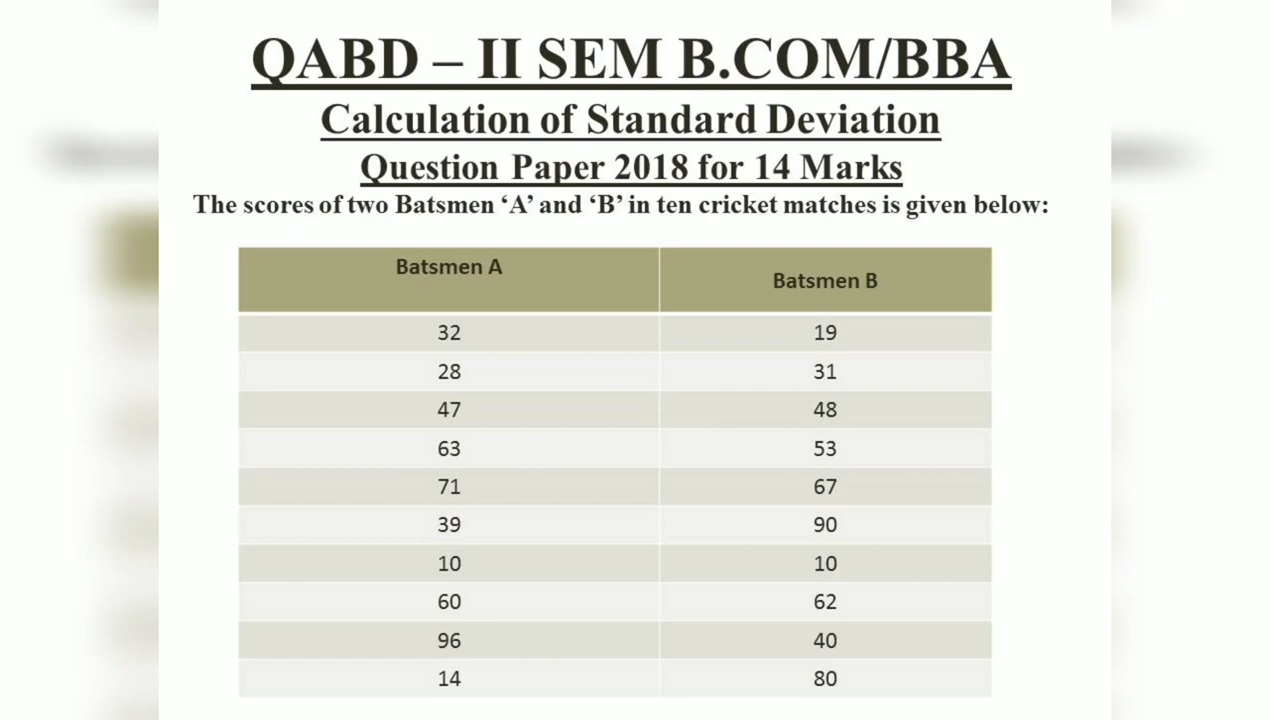 QABD – II SEM B.COM/BBA
Calculation of Standard Deviation
Question Paper 2018 for 14 Marks
The scores of two Batsmen ‘A’ and ‘B’ in ten cricket matches is given below:
Batsmen A Batsmen B
32 19
28 31
47 48
63 53
71 67
39 90
10 10
60 62
96 40
14 80